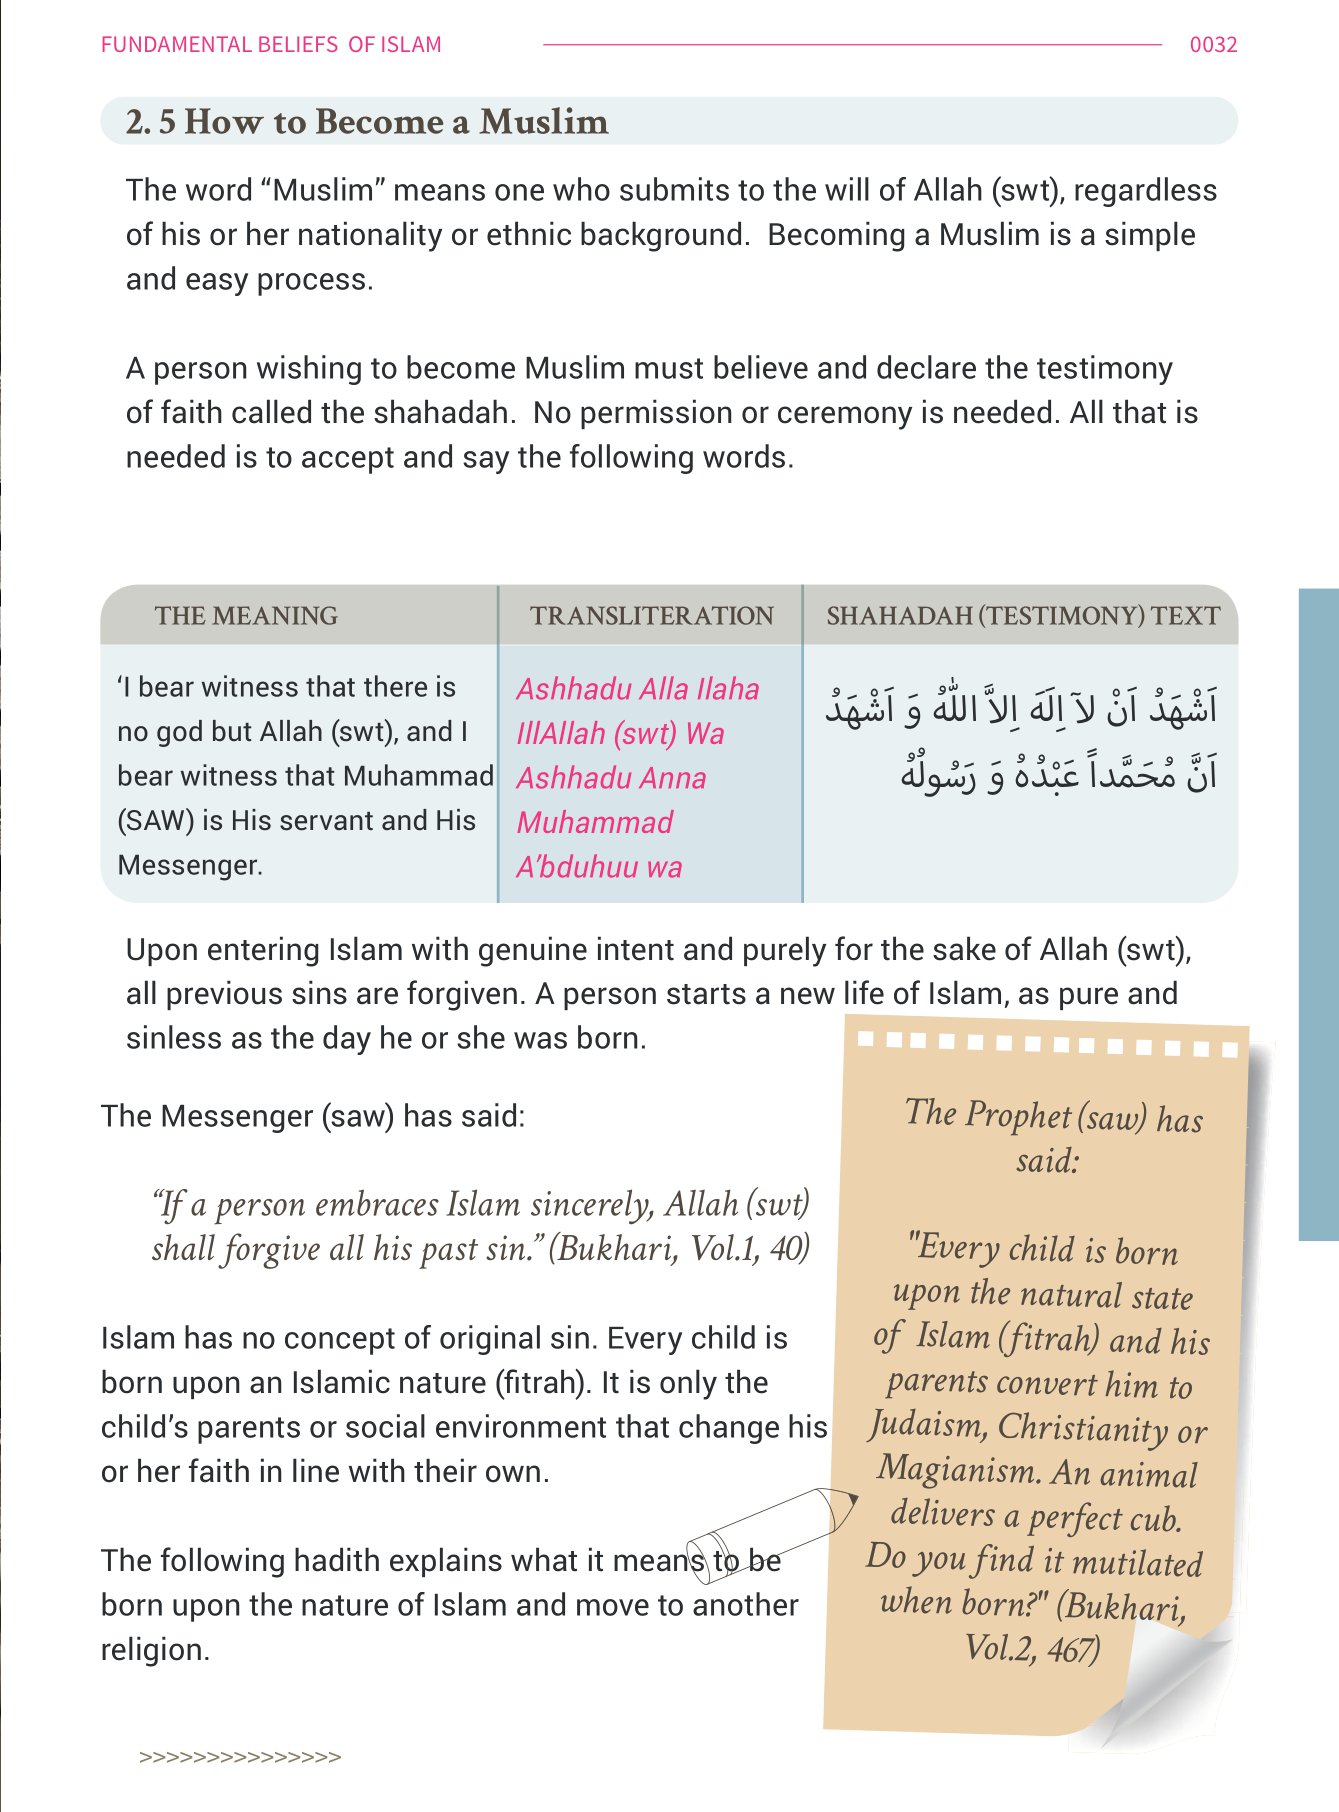 FUNDAMENTAL BELIEFS OF ISLAM 0032
2. 5 How to Become a Muslim
The word “Muslim” means one who submits to the will of Allah (swt), regardless
of his or her nationality or ethnic background. Becoming a Muslim is a simple
and easy process.
A person wishing to become Muslim must believe and declare the testimony
of faith called the shahadah. No permission or ceremony is needed. All that is
needed is to accept and say the following words.
THE MEANING
‘I bear witness that there is
no god but Allah (swt), and I
bear witness that Muhammad
(SAW) is His servant and His
Messenger.
TRANSLITERATION
Ashhadu Alla Ilaha
IllAllah (swt) Wa
Ashhadu Anna
Muhammad
A’bduhuu wa
SHAHADAH (TESTIMONY) TEXT
اَشْهَدُ اَنْ لآ اِلَهَ اِلاَّ اللّٰهُ وَ اَشْهَدُ
اَنَّ مُحَمَّداً عَبْدُهُ وَ رَسُولُهُ
Upon entering Islam with genuine intent and purely for the sake of Allah (swt),
all previous sins are forgiven. A person starts a new life of Islam, as pure and
sinless as the day he or she was born.
The Messenger (saw) has said:
“If a person embraces Islam sincerely, Allah (swt)
shall forgive all his past sin.” (Bukhari, Vol.1, 40)
Islam has no concept of original sin. Every child is
born upon an Islamic nature (fitrah). It is only the
child’s parents or social environment that change his
or her faith in line with their own.
The following hadith explains what it means to be
born upon the nature of Islam and move to another
religion.
The Prophet (saw) has
said:
"Every child is born
upon the natural state
of Islam (fitrah) and his
parents convert him to
Judaism, Christianity or
Magianism. An animal
delivers a perfect cub.
Do you find it mutilated
when born?" (Bukhari,
Vol.2, 467)
>>>>>>>>>>>>>>>